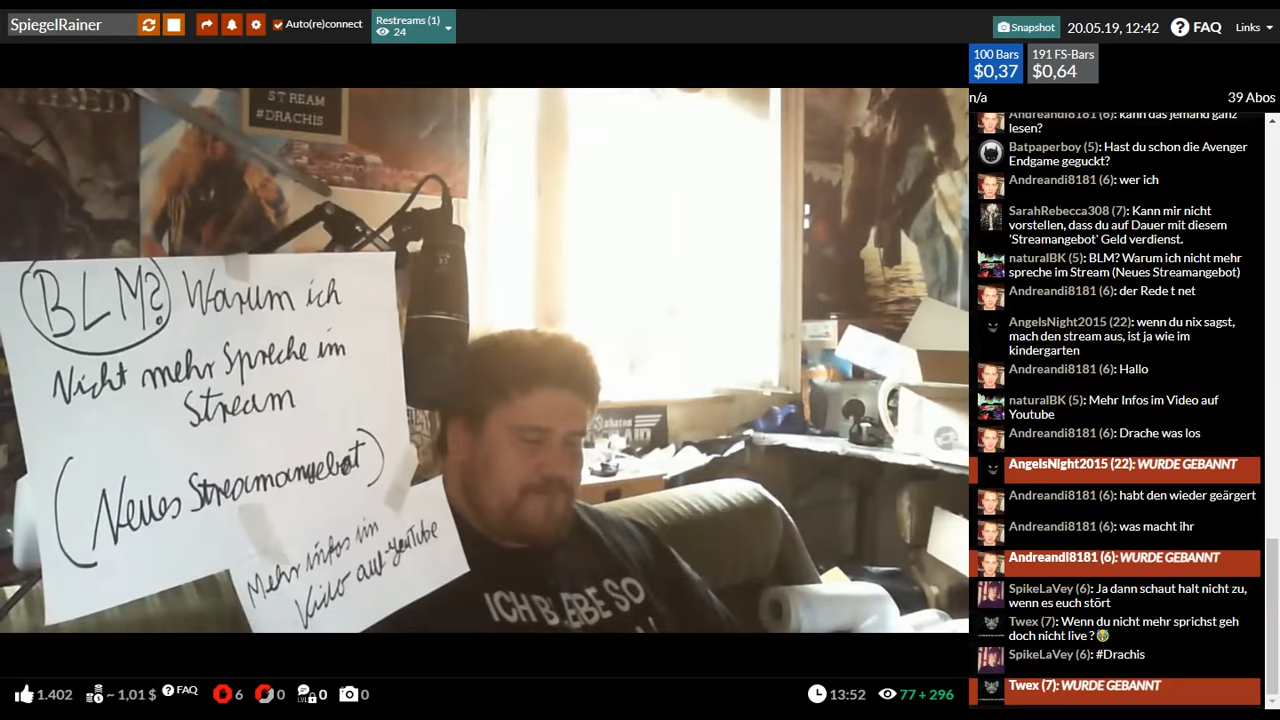 SpiegelRainer
Auto(re)connect
Restreams (1)
24
Snapshot
20.05.19, 12:42
FAQ
Links
100 Bars
$0,37
191 FS-Bars
$0,64
n/a
39 Abos
STREAM
#DRACHIS
BLM? Warum ich
Nicht mehr Spreche im
Stream
(Neues Streamangebot)
Mehr infos im
Video auf YouTube
Sabaton
ICH BLEIBE SO
Andreandi8181 (6): kann das jemand ganz
lesen?
Batpaperboy (5): Hast du schon die Avenger
Endgame geguckt?
Andreandi8181 (6): wer ich
SarahRebecca308 (7): Kann mir nicht
vorstellen, dass du auf Dauer mit diesem
'Streamangebot' Geld verdienst.
naturalBK (5): BLM? Warum ich nicht mehr
spreche im Stream (Neues Streamangebot)
Andreandi8181 (6): der Rede t net
AngelsNight2015 (22): wenn du nix sagst,
mach den stream aus, ist ja wie im
kindergarten
Andreandi8181 (6): Hallo
naturalBK (5): Mehr Infos im Video auf
Youtube
Andreandi8181 (6): Drache was los
AngelsNight2015 (22): WURDE GEBANNT
Andreandi8181 (6): habt den wieder geärgert
Andreandi8181 (6): was macht ihr
Andreandi8181 (6): WURDE GEBANNT
SpikeLaVey (6): Ja dann schaut halt nicht zu,
wenn es euch stört
Twex (7): Wenn du nicht mehr sprichst geh
doch nicht live ?😭
SpikeLaVey (6): #Drachis
Twex (7): WURDE GEBANNT
1.402
~ 1,01 $
FAQ
6
0
LVL
0
0
13:52
77 + 296